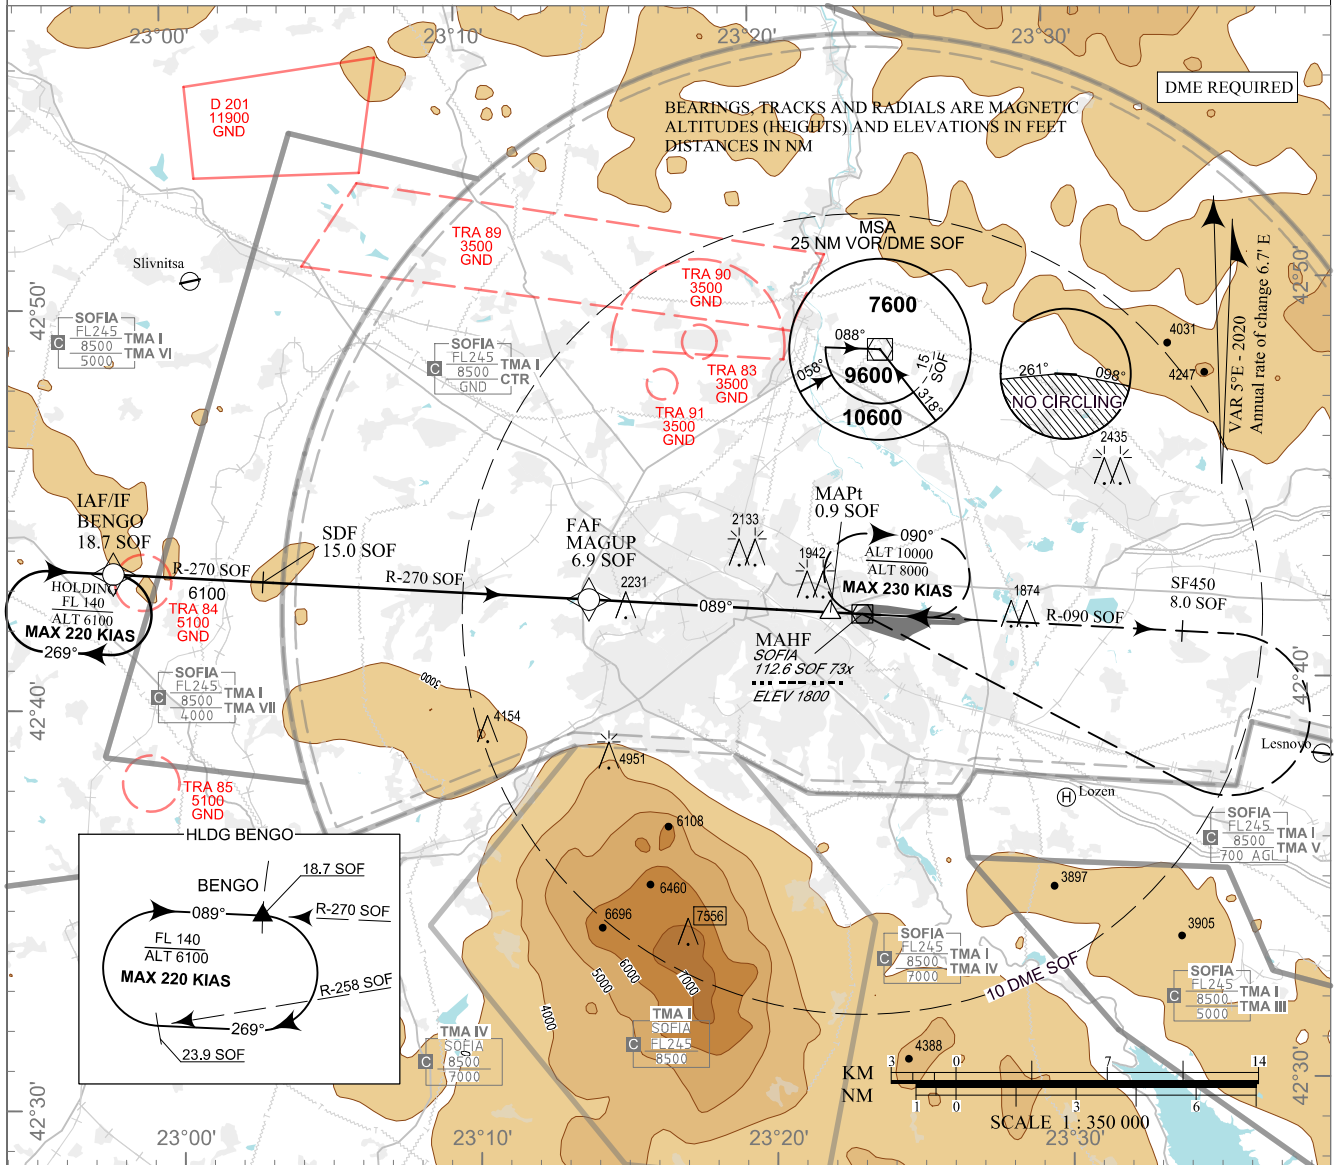 23°00'
23°10'
23°20'
23°30'
DME REQUIRED
BEARINGS, TRACKS AND RADIALS ARE MAGNETIC
ALTITUDES (HEIGHTS) AND ELEVATIONS IN FEET
DISTANCES IN NM
D 201
11900
GND
TRA 89
3500
GND
TRA 90
3500
GND
TRA 83
3500
GND
TRA 91
3500
GND
MSA
25 NM VOR/DME SOF
7600
088°
058°
9600
15
SOF
318°
10600
261°
098°
NO CIRCLING
VAR 5°E - 2020
Annual rate of change 6.7' E
4031
4247
2435
42°50'
42°50'
Slivnitsa
SOFIA
FL245
C 8500 TMA I
5000 TMA VI
SOFIA
FL245
C 8500 TMA I
GND CTR
IAF/IF
BENGO
18.7 SOF
SDF
15.0 SOF
FAF
MAGUP
6.9 SOF
MAPt
0.9 SOF
2133
1942
2231
1874
090°
ALT 10000
ALT 8000
MAX 230 KIAS
SF450
8.0 SOF
R-270 SOF
6100
R-270 SOF
089°
R-090 SOF
HOLDING
FL 140
ALT 6100
MAX 220 KIAS
269°
TRA 84
5100
GND
MAHF
SOFIA
112.6 SOF 73x
ELEV 1800
SOFIA
FL245
C 8500 TMA I
4000 TMA VII
42°40'
42°40'
3000
4154
4951
Lesnovo
H Lozen
TRA 85
5100
GND
SOFIA
FL245
C 8500 TMA I
700 AGL TMA V
HLDG BENGO
BENGO
18.7 SOF
089°
R-270 SOF
FL 140
ALT 6100
MAX 220 KIAS
R-258 SOF
269°
23.9 SOF
6108
6460
6696
7556
5000
6000
7000
4000
3897
3905
SOFIA
FL245
C 8500 TMA I
7000 TMA IV
10 DME SOF
SOFIA
FL245
C 8500 TMA I
5000 TMA III
TMA I
SOFIA
C FL245
8500
TMA IV
SOFIA
C 8500
7000
4388
KM 3 0 7 14
NM 1 0 3 6
SCALE 1 : 350 000
42°30'
42°30'
23°00'
23°10'
23°20'
23°30'